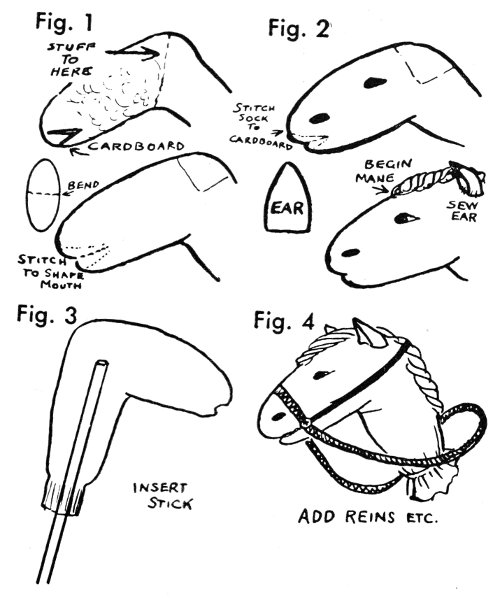 Fig. 1
STUFF
TO
HERE
CARDBOARD
BEND
STITCH
TO SHAPE
MOUTH
Fig. 2
STITCH
SOCK
TO
CARDBOARD
EAR
BEGIN
MANE
SEW
EAR
Fig. 3
INSERT
STICK
Fig. 4
ADD REINS ETC.